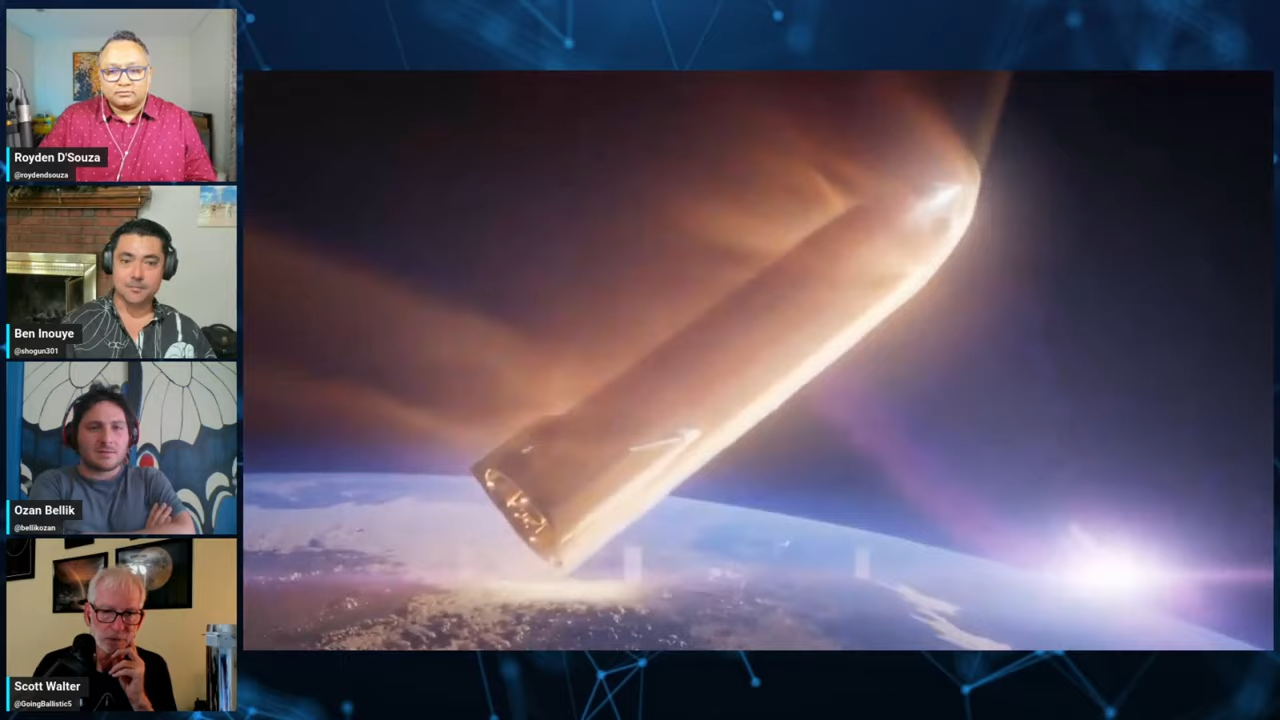 Royden D'Souza
@roydendsouza
Ben Inouye
@shogun301
Ozan Bellik
@bellikozan
Scott Walter
@GoingBallistic5